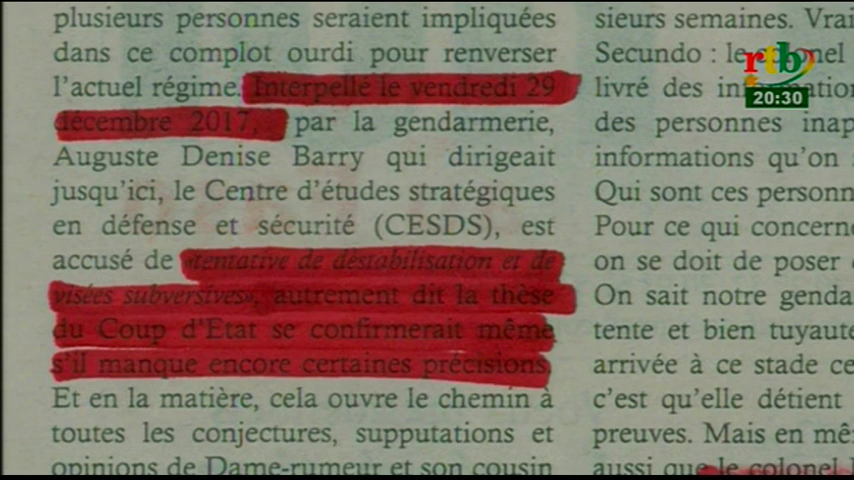 plusieurs personnes seraient impliquées
dans ce complot ourdi pour renverser
l'actuel régime. Interpellé le vendredi 29
décembre 2017, par la gendarmerie,
Auguste Denise Barry qui dirigeait
jusqu'ici, le Centre d'études stratégiques
en défense et sécurité (CESDS), est
accusé de «tentative de déstabilisation et de
visées subversives», autrement dit la thèse
du Coup d'Etat se confirmerait même
s'il manque encore certaines précisions.
Et en la matière, cela ouvre le chemin à
toutes les conjectures, supputations et
opinions de Dame-rumeur et son cousin
sieurs semaines. Vrai
Secundo : le colonel
livré des information
des personnes inap
informations qu'on
Qui sont ces personn
Pour ce qui concern
on se doit de poser
On sait notre genda
tente et bien tuyaut
arrivée à ce stade ce
c'est qu'elle détient
preuves. Mais en mê
aussi que le colonel
rtb
20:30